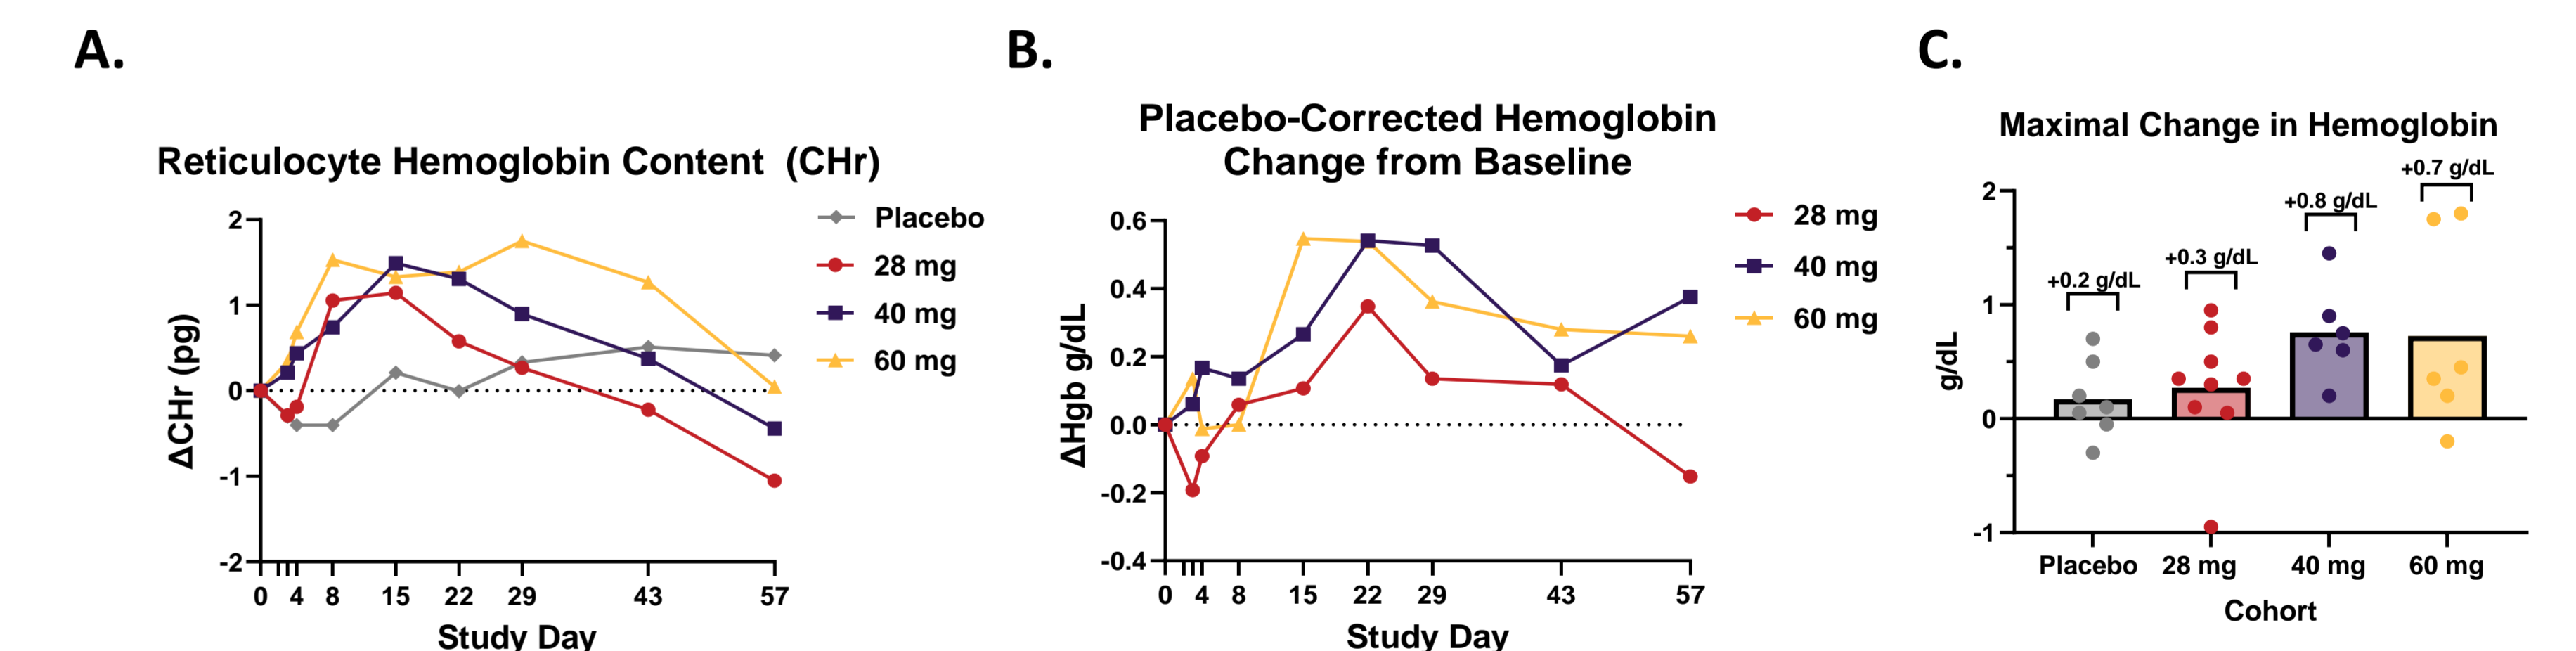 A.
Reticulocyte Hemoglobin Content (CHr)
ΔCHr (pg)
2
1
0
-1
-2
0 4 8 15 22 29 43 57
Study Day
Placebo
28 mg
40 mg
60 mg
B.
Placebo-Corrected Hemoglobin
Change from Baseline
ΔHgb g/dL
0.6
0.4
0.2
0.0
-0.2
-0.4
0 4 8 15 22 29 43 57
Study Day
28 mg
40 mg
60 mg
C.
Maximal Change in Hemoglobin
g/dL
2
1
0
-1
+0.2 g/dL
+0.3 g/dL
+0.8 g/dL
+0.7 g/dL
Placebo 28 mg 40 mg 60 mg
Cohort